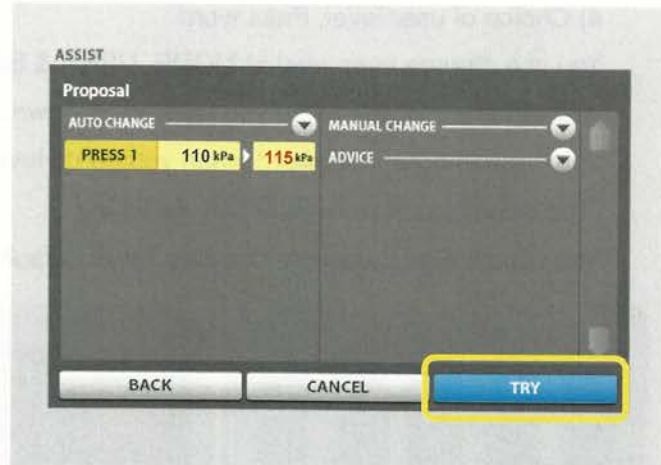 ASSIST
Proposal
AUTO CHANGE
PRESS 1 110 kPa 115 kPa
MANUAL CHANGE
ADVICE
BACK CANCEL TRY